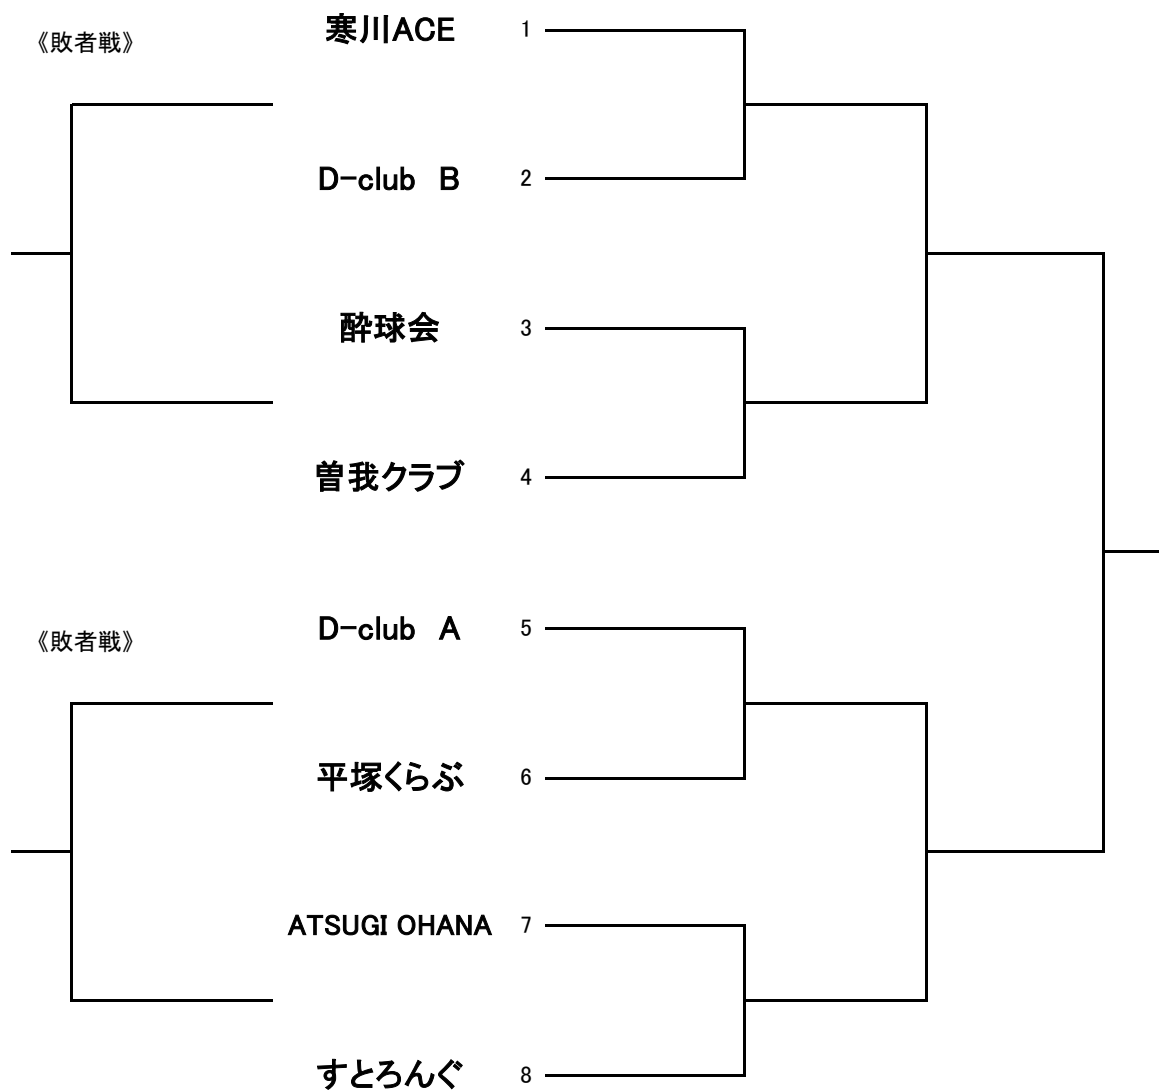 《敗者戦》
寒川ACE 1
D-club B 2
酔球会 3
曽我クラブ 4
《敗者戦》
D-club A 5
平塚くらぶ 6
ATSUGI OHANA 7
すとろんぐ 8